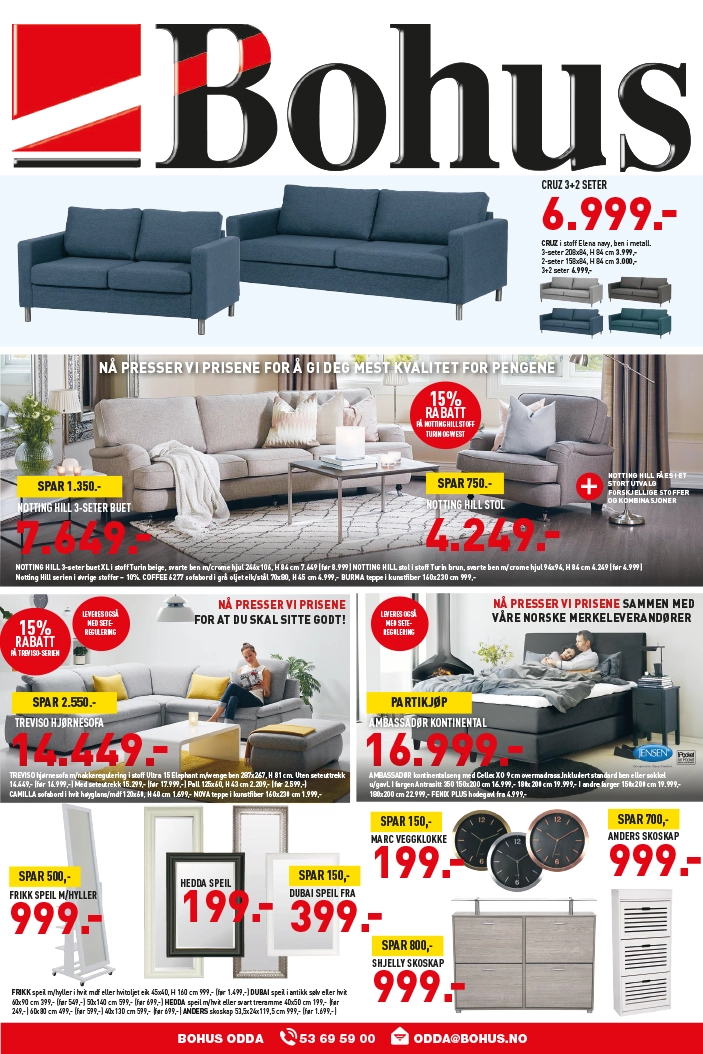 Bohus
CRUZ 3+2 SETER
6.999.-
CRUZ i stoff Elena navy, ben i metall.
3-seter 208x84, H 84 cm 3.999,-
2-seter 158x84, H 84 cm 3.000,-
3+2 seter 6.999,-
NÅ PRESSER VI PRISENE FOR Å GI DEG MEST KVALITET FOR PENGENE
15%
RABATT
PÅ NOTTING HILL STOFF
TURIN OG WEST
SPAR 1.350.-
NOTTING HILL 3-SETER BUET
7.649.-
SPAR 750.-
NOTTING HILL STOL
4.249.-
+
NOTTING HILL FÅES I ET
STORT UTVALG
FORSKJELLIGE STOFFER
OG KOMBINASJONER
NOTTING HILL 3-seter buet XL i stoff Turin beige, svarte ben m/crome hjul 246x106, H 84 cm 7.649 (før 8.999) NOTTING HILL stol i stoff Turin brun, svarte ben m/crome hjul 94x94, H 84 cm 4.249 (før 4.999)
Notting Hill serien i øvrige stoffer – 10%. COFFEE 6277 sofabord i grå oljet eik/stål 70x80, H 45 cm 4.999,- BURMA teppe i kunstfiber 160x230 cm 999,-
15%
RABATT
PÅ TREVISO-SERIEN
LEVERES OGSÅ
MED SETE-
REGULERING
NÅ PRESSER VI PRISENE
FOR AT DU SKAL SITTE GODT!
SPAR 2.550.-
TREVISO HJØRNESOFA
14.449.-
TREVISO hjørnesofa m/nakkeregulering i stoff Ultra 15 Elephant m/wenge ben 287x267, H 81 cm. Uten seteuttrekk
14.449,- (før 16.999,-) Med seteuttrekk 15.299,- (før 17.999,-) Pall 125x60, H 43 cm 2.209,- (før 2.599,-)
CAMILLA sofabord i hvit høyglans/mdf 120x60, H 40 cm 1.699,- NOVA teppe i kunstfiber 160x230 cm 999,-
LEVERES OGSÅ
MED SETE-
REGULERING
NÅ PRESSER VI PRISENE SAMMEN MED
VÅRE NORSKE MERKELEVERANDØRER
PARTIKJØP
AMBASSADØR KONTINENTAL
16.999.-
JENSEN
Pocket
AMBASSADØR kontinentalseng med Cellex XO 9 cm overmadrass.Inkludert standard ben eller sokkel
u/gavl. I fargen Antrasitt 350 150x200 cm 16.999,- 180x200 cm 19.999,- I andre farger 150x200 cm 19.999,-
180x200 cm 22.999,- FENIX PLUS hodegavl fra 4.999,-
SPAR 500,-
FRIKK SPEIL M/HYLLER
999.-
HEDDA SPEIL
199.-
SPAR 150,-
DUBAI SPEIL FRA
399.-
SPAR 150,-
MARC VEGGKLOKKE
199.-
SPAR 700,-
ANDERS SKOSKAP
999.-
SPAR 800,-
SHJELLY SKOSKAP
999.-
FRIKK speil m/hyller i hvit mdf eller hvitoljet eik 45x40, H 160 cm 999,- (før 1.499,-) DUBAI speil i antikk sølv eller hvit
60x90 cm 399,- (før 549,-) 50x140 cm 599,- (før 699,-) HEDDA speil m/hvit eller svart treramme 40x50 cm 199,- (før
249,-) 60x80 cm 499,- (før 599,-) 40x130 cm 599,- (før 699,-) ANDERS skoskap 53,5x24x119,5 cm 999,- (før 1.699,-)
BOHUS ODDA 53 69 59 00 ODDA@BOHUS.NO